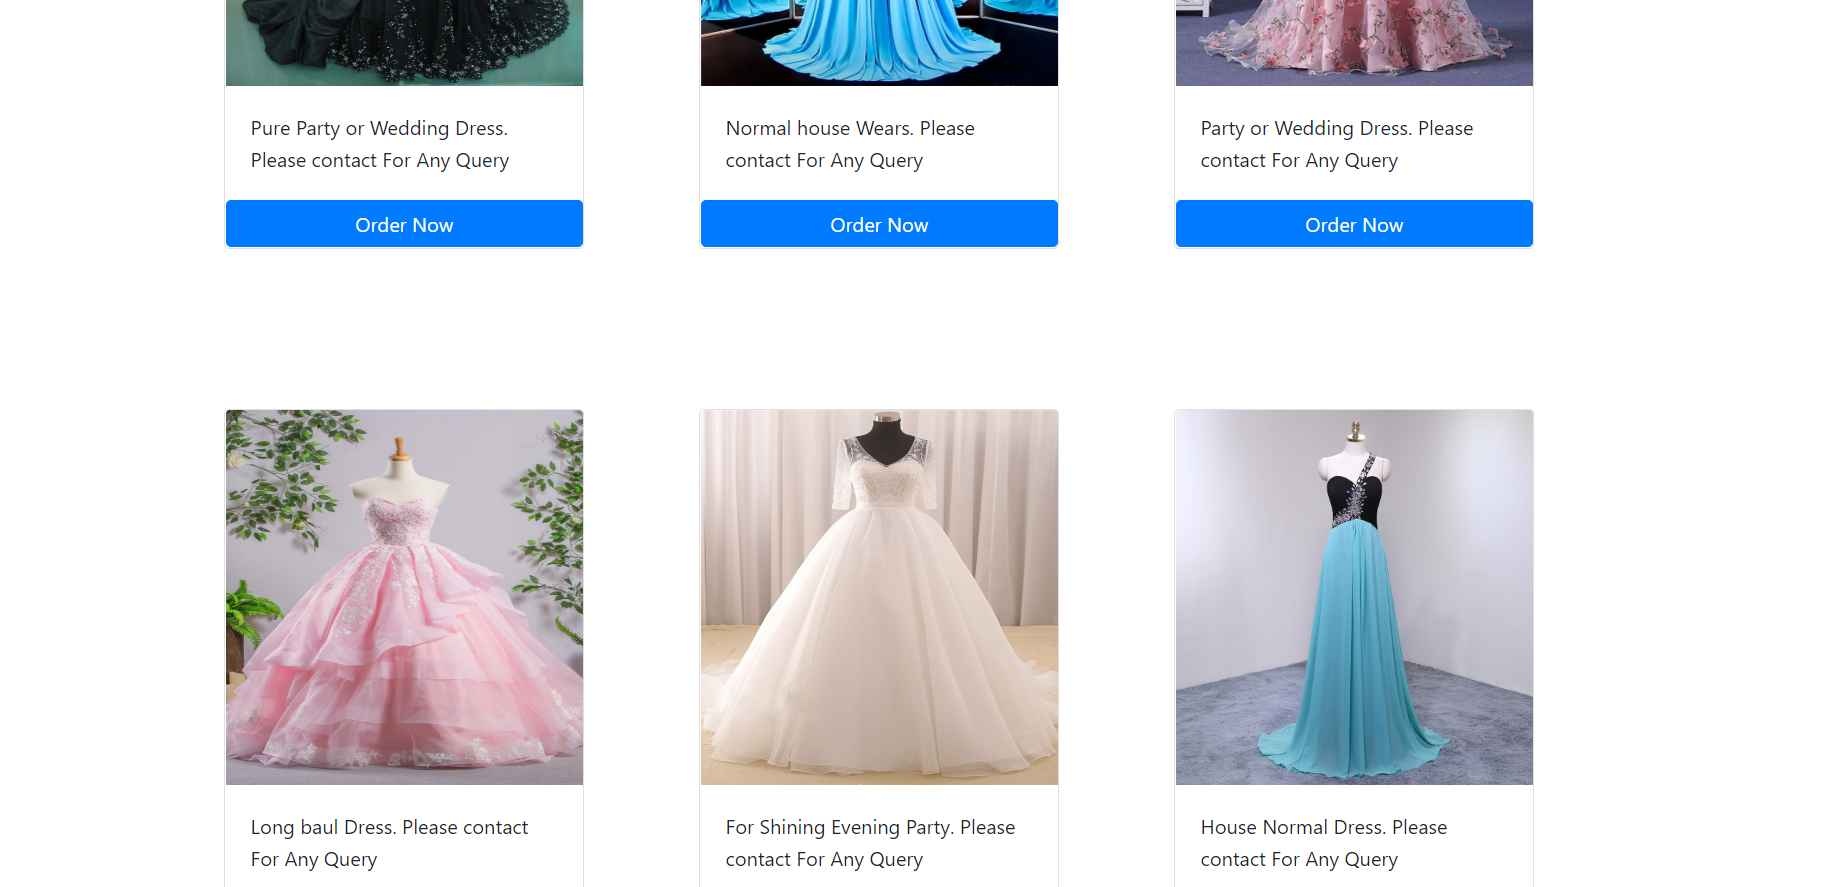 Pure Party or Wedding Dress.
Please contact For Any Query
Normal house Wears. Please
contact For Any Query
Party or Wedding Dress. Please
contact For Any Query
Order Now
Order Now
Order Now
Long baul Dress. Please contact
For Any Query
For Shining Evening Party. Please
contact For Any Query
House Normal Dress. Please
contact For Any Query